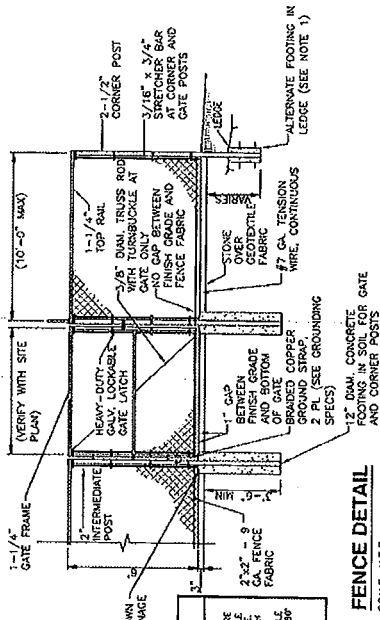 (10'-0" MAX)
(VERIFY WITH SITE
PLAN)
1-1/4"
GATE FRAME
2"
INTERMEDIATE
POST
HEAVY-DUTY
GALV. LOCKABLE
GATE LATCH
1-1/4"
TOP RAIL
3/8" DIAM. TRUSS ROD
WITH TURNBUCKLE AT
GATE ONLY
NO GAP BETWEEN
FINISH GRADE AND
FENCE FABRIC
2-1/2"
CORNER POST
3/16" x 3/4"
STRETCHER BAR
AT CORNER AND
GATE POSTS
LEDGE
ALTERNATE FOOTING IN
LEDGE (SEE NOTE 1)
VARIES
STONE
OVER
GEOTEXTILE
FABRIC
#7 GA. TENSION
WIRE, CONTINUOUS
1" GAP
BETWEEN
FINISH GRADE
AND BOTTOM
OF GATE
BRAIDED COPPER
GROUND STRAP,
2 PL (SEE GROUNDING
SPECS)
12" DIAM. CONCRETE
FOOTING IN SOIL FOR GATE
AND CORNER POSTS
3'-6" MIN
6'
3"
2"x2" - 9
GA. FENCE
FABRIC
FENCE DETAIL